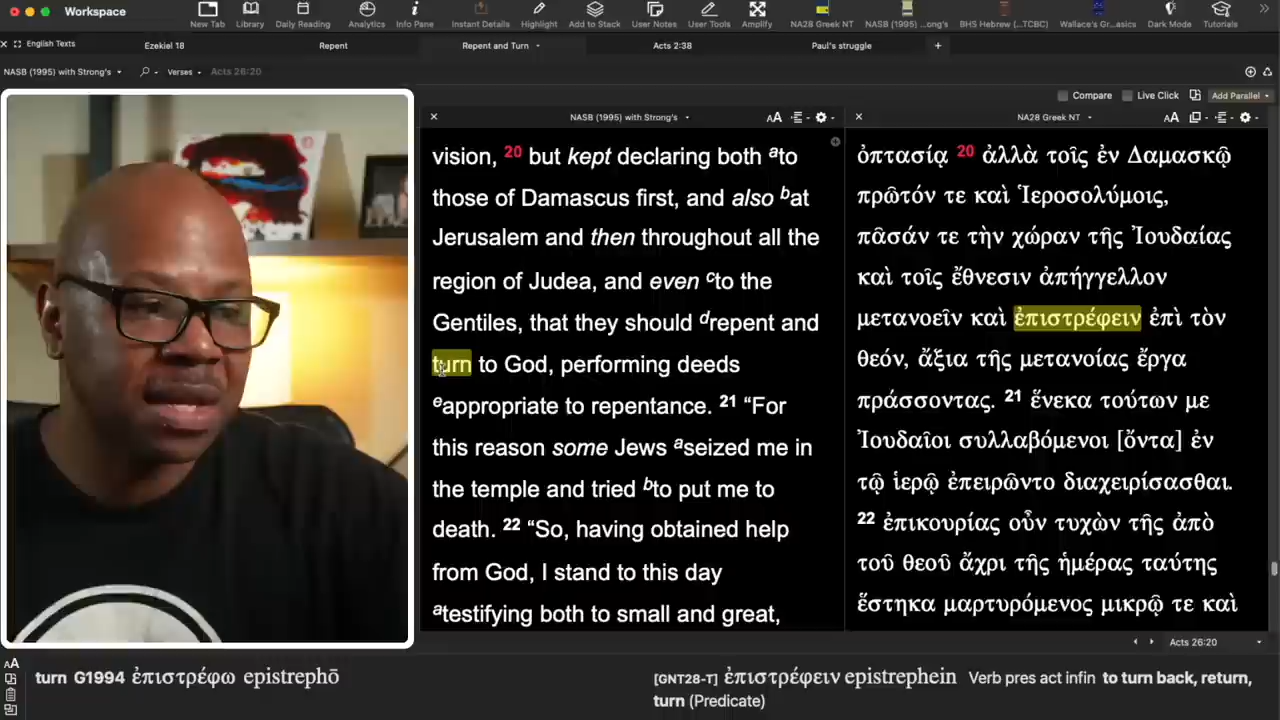 Workspace
New Tab
Library
Daily Reading
Analytics
Info Pane
Instant Details
Highlight
Add to Stack
User Notes
User Tools
Amplify
NA28 Greek NT
NASB (1995) ...ong's
BHS Hebrew (...TCBC)
Wallace's Gr...asics
Dark Mode
Tutorials
English Texts
Ezekiel 18
Repent
Repent and Turn
Acts 2:38
Paul's struggle
NASB (1995) with Strong's
Verses
Acts 26:20
Compare
Live Click
Add Parallel
NASB (1995) with Strong's
vision, 20 but kept declaring both ato
those of Damascus first, and also bat
Jerusalem and then throughout all the
region of Judea, and even cto the
Gentiles, that they should drepent and
turn to God, performing deeds
eappropriate to repentance. 21 “For
this reason some Jews aseized me in
the temple and tried bto put me to
death. 22 “So, having obtained help
from God, I stand to this day
atestifying both to small and great,
NA28 Greek NT
ὀπτασίᾳ 20 ἀλλὰ τοῖς ἐν Δαμασκῷ
πρῶτόν τε καὶ Ἱεροσολύμοις,
πᾶσάν τε τὴν χώραν τῆς Ἰουδαίας
καὶ τοῖς ἔθνεσιν ἀπήγγελλον
μετανοεῖν καὶ ἐπιστρέφειν ἐπὶ τὸν
θεόν, ἄξια τῆς μετανοίας ἔργα
πράσσοντας. 21 ἕνεκα τούτων με
Ἰουδαῖοι συλλαβόμενοι [ὄντα] ἐν
τῷ ἱερῷ ἐπειρῶντο διαχειρίσασθαι.
22 ἐπικουρίας οὖν τυχὼν τῆς ἀπὸ
τοῦ θεοῦ ἄχρι τῆς ἡμέρας ταύτης
ἕστηκα μαρτυρόμενος μικρῷ τε καὶ
Acts 26:20
turn G1994 ἐπιστρέφω epistrephō
[GNT28-T] ἐπιστρέφειν epistrephein Verb pres act infin to turn back, return,
turn (Predicate)